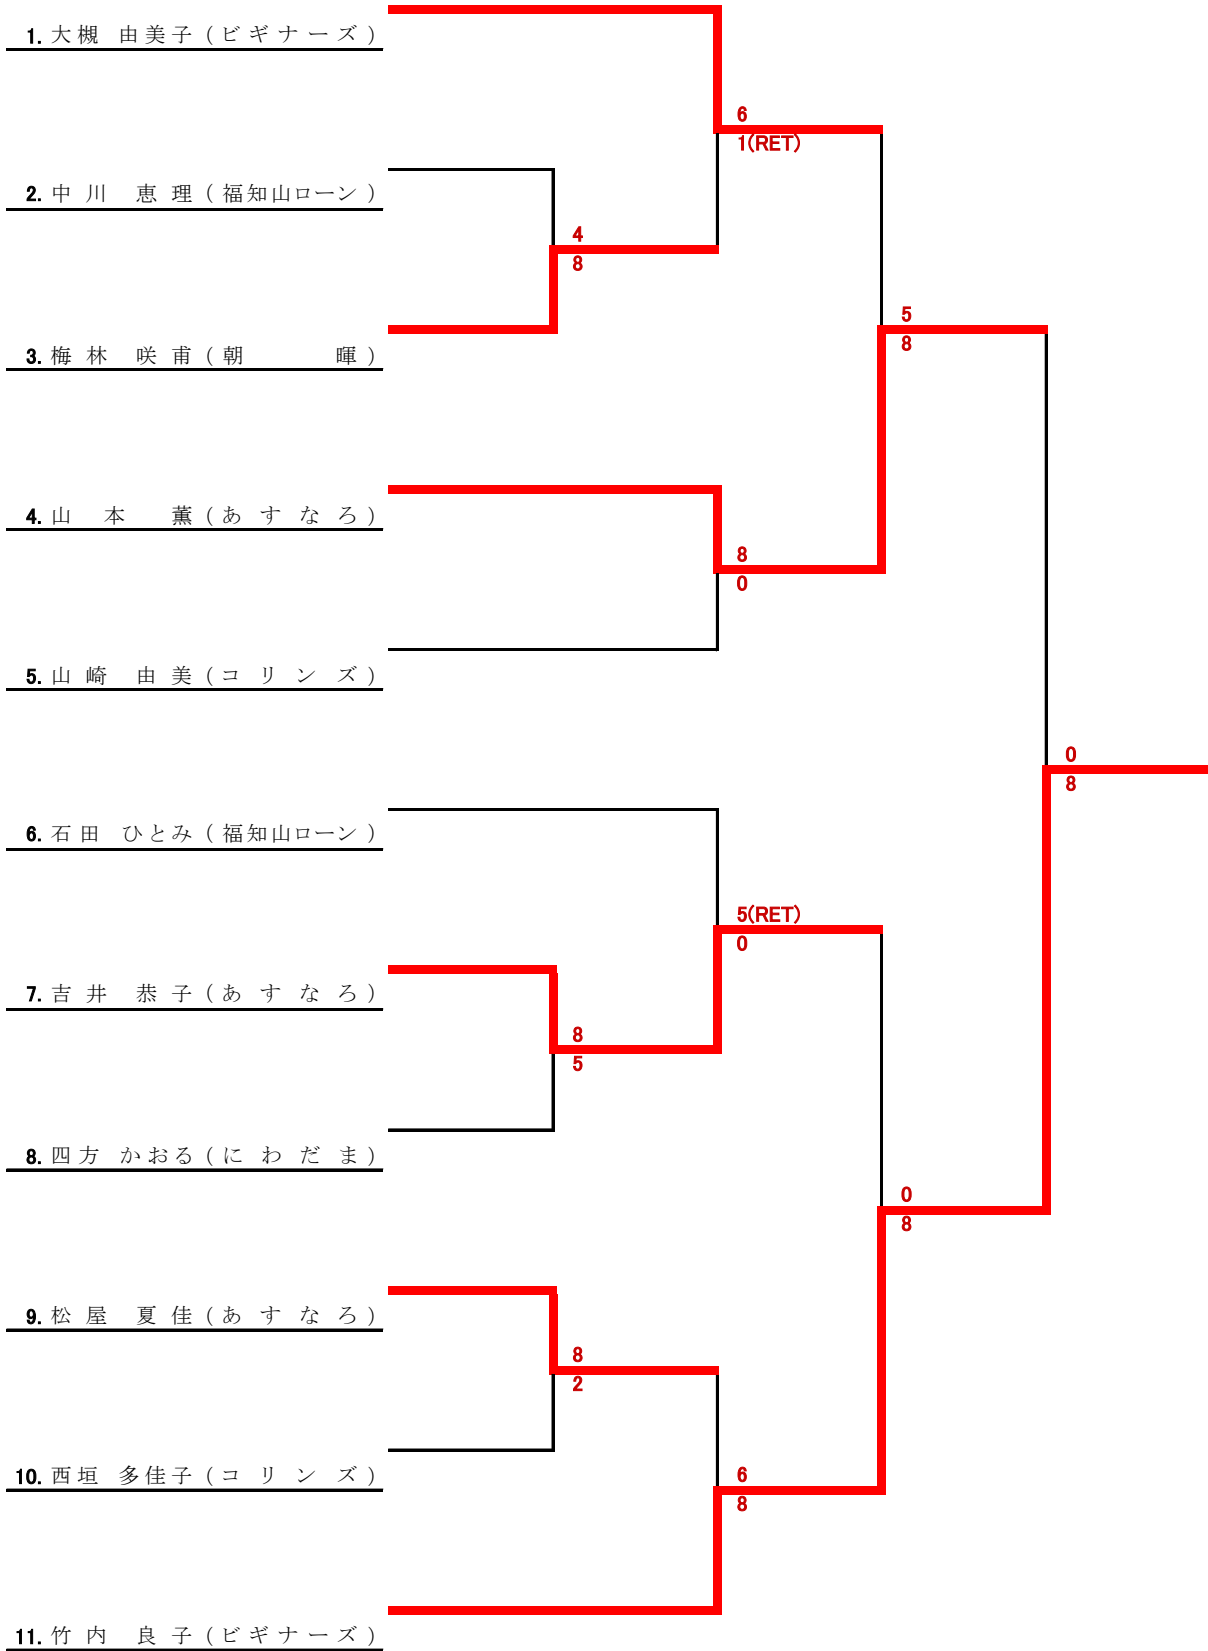 1. 大槻 由美子 ( ビギナーズ )
6
1(RET)
2. 中川 恵理 ( 福知山ローン )
4
8
5
8
3. 梅林 咲甫 ( 朝 暉 )
4. 山本 薫 ( あすなろ )
8
0
5. 山崎 由美 ( コリンズ )
0
8
6. 石田 ひとみ ( 福知山ローン )
5(RET)
0
7. 吉井 恭子 ( あすなろ )
8
5
8. 四方 かおる ( にわだま )
0
8
9. 松屋 夏佳 ( あすなろ )
8
2
10. 西垣 多佳子 ( コリンズ )
6
8
11. 竹内 良子 ( ビギナーズ )